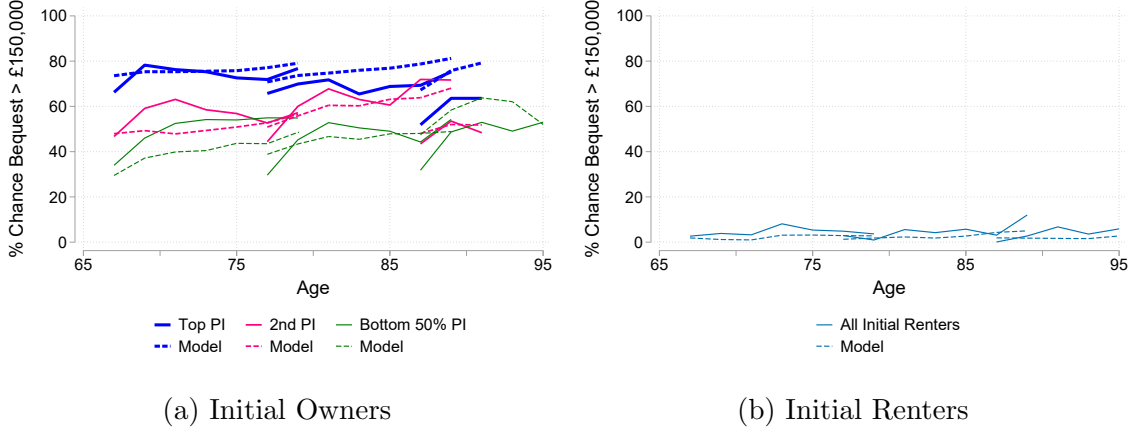 % Chance Bequest > £150,000
100
80
60
40
20
0
65
75
85
95
Age
Top PI
2nd PI
Bottom 50% PI
Model
Model
Model
(a) Initial Owners
% Chance Bequest > £150,000
100
80
60
40
20
0
65
75
85
95
Age
All Initial Renters
Model
(b) Initial Renters